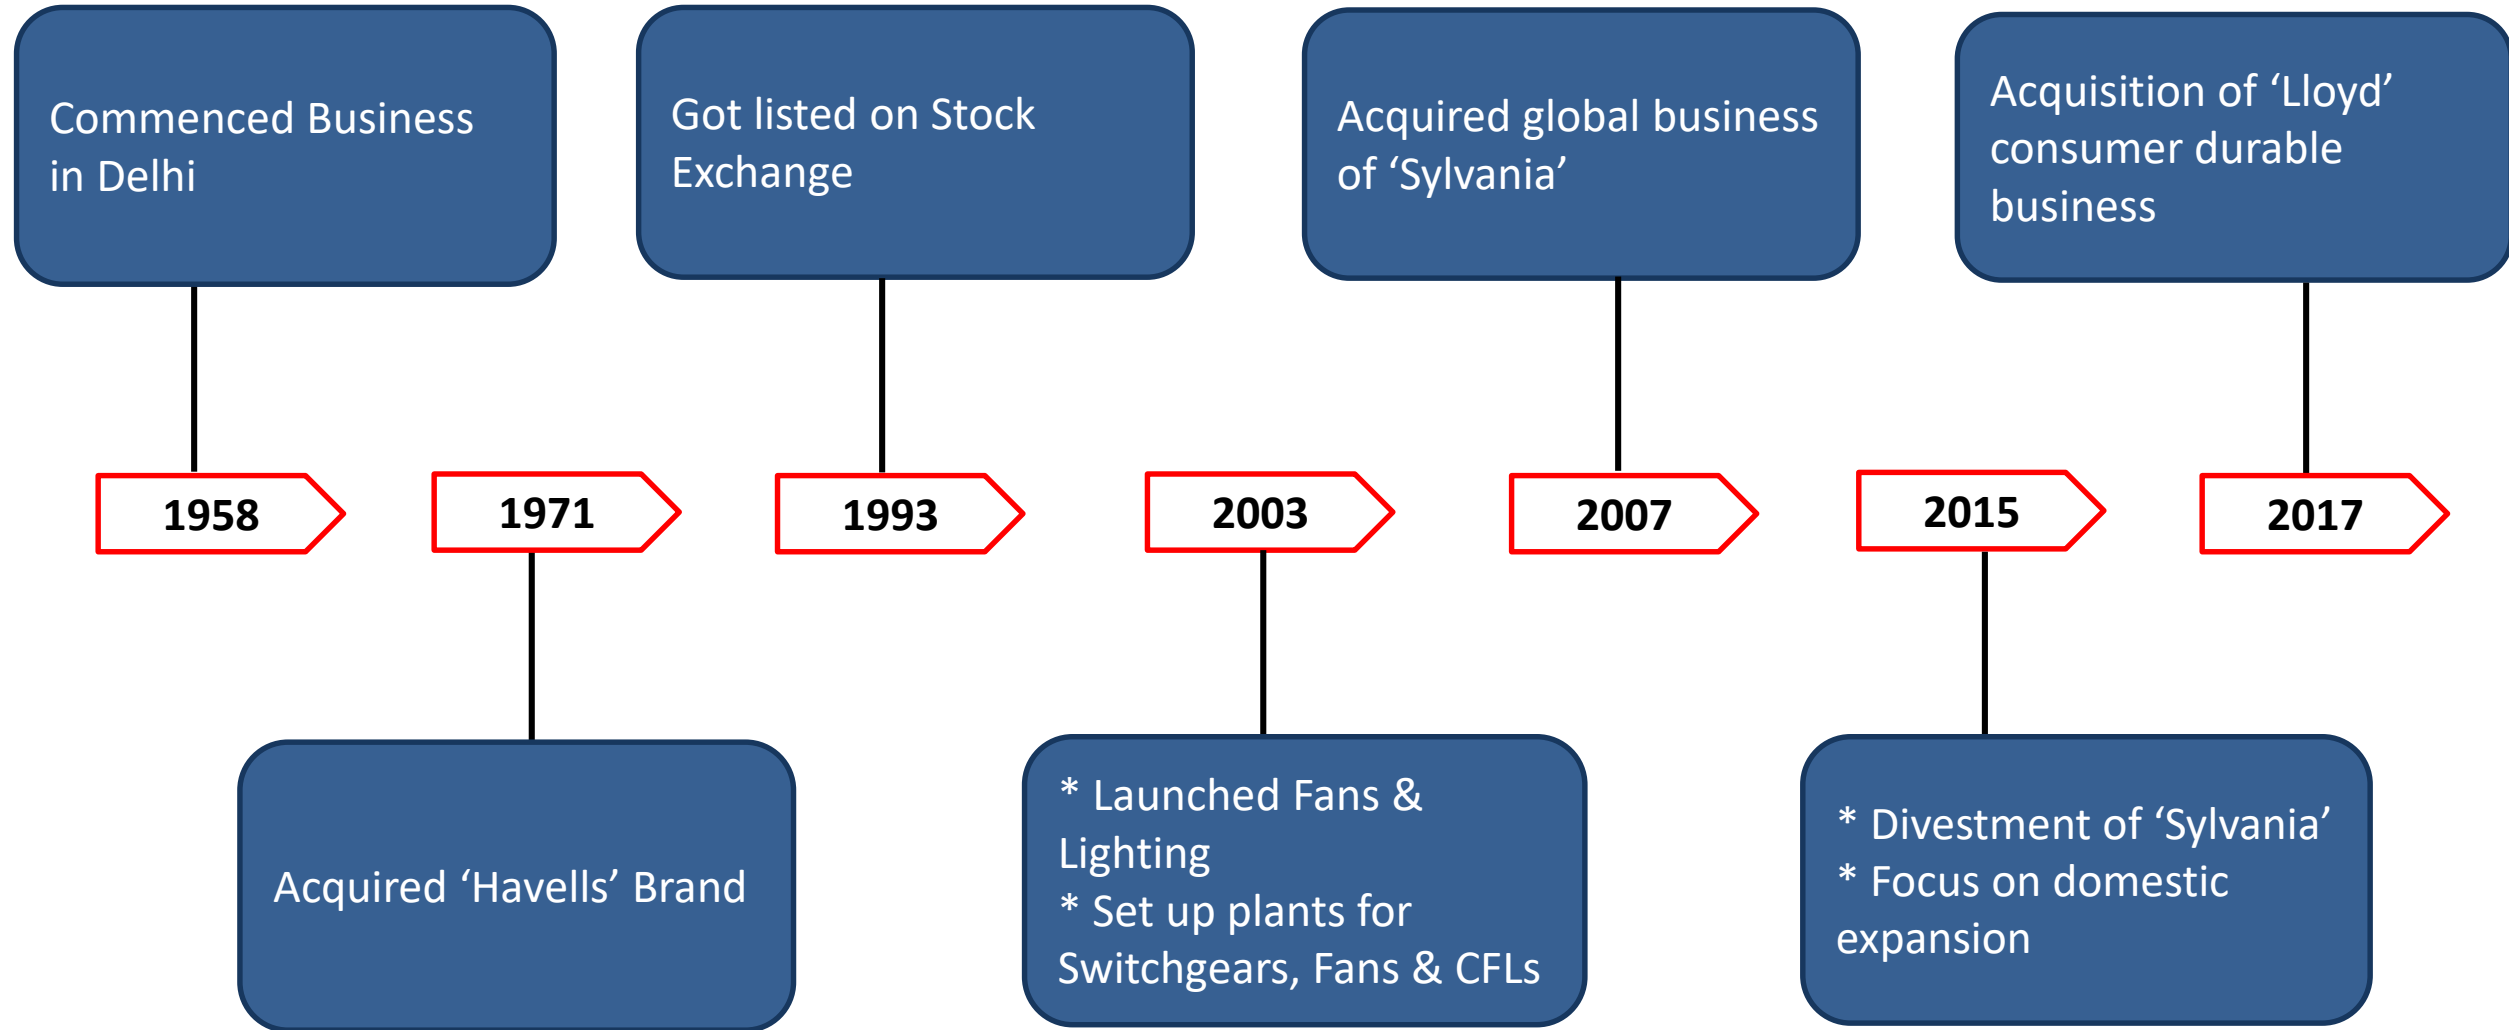 Commenced Business
in Delhi
Got listed on Stock
Exchange
Acquired global business
of ‘Sylvania’
Acquisition of ‘Lloyd’
consumer durable
business
1958
1971
1993
2003
2007
2015
2017
Acquired ‘Havells’ Brand
* Launched Fans &
Lighting
* Set up plants for
Switchgears, Fans & CFLs
* Divestment of ‘Sylvania’
* Focus on domestic
expansion